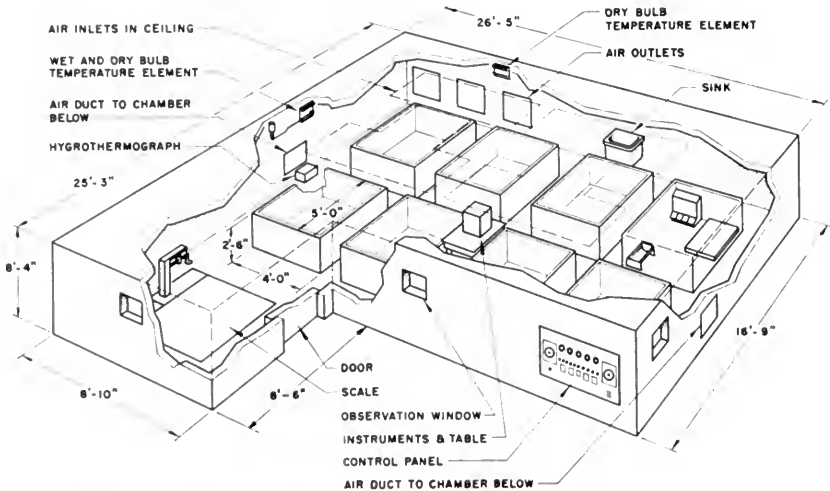 26'-5"
DRY BULB
TEMPERATURE ELEMENT
AIR INLETS IN CEILING
AIR OUTLETS
WET AND DRY BULB
TEMPERATURE ELEMENT
SINK
AIR DUCT TO CHAMBER
BELOW
HYGROTHERMOGRAPH
25'-3"
5'-0"
2'-6"
8'-4"
4'-0"
16'-9"
8'-10"
8'-6"
DOOR
SCALE
OBSERVATION WINDOW
INSTRUMENTS & TABLE
CONTROL PANEL
AIR DUCT TO CHAMBER BELOW